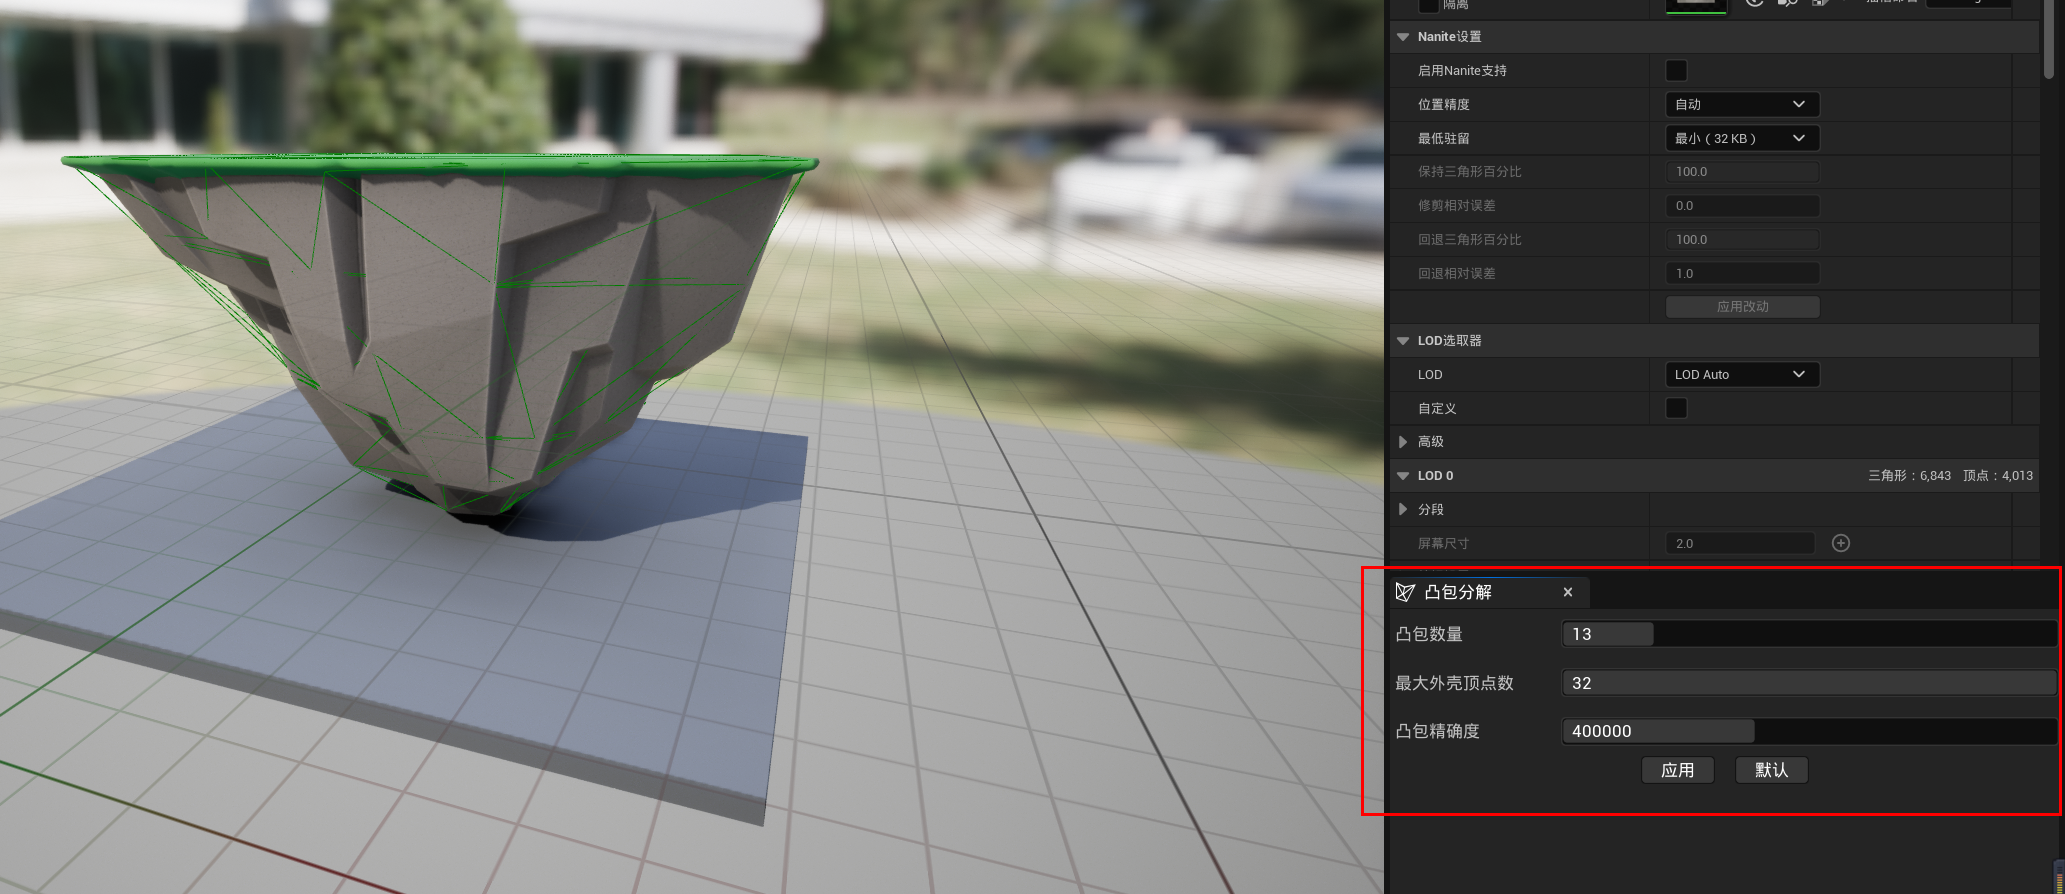 隔离
Nanite设置
启用Nanite支持
位置精度 自动
最低驻留 最小（32 KB）
保持三角形百分比 100.0
修剪相对误差 0.0
回退三角形百分比 100.0
回退相对误差 1.0
应用改动
LOD选取器
LOD LOD Auto
自定义
高级
LOD 0 三角形：6,843 顶点：4,013
分段
屏幕尺寸 2.0
凸包分解 ×
凸包数量 13
最大外壳顶点数 32
凸包精确度 400000
应用 默认